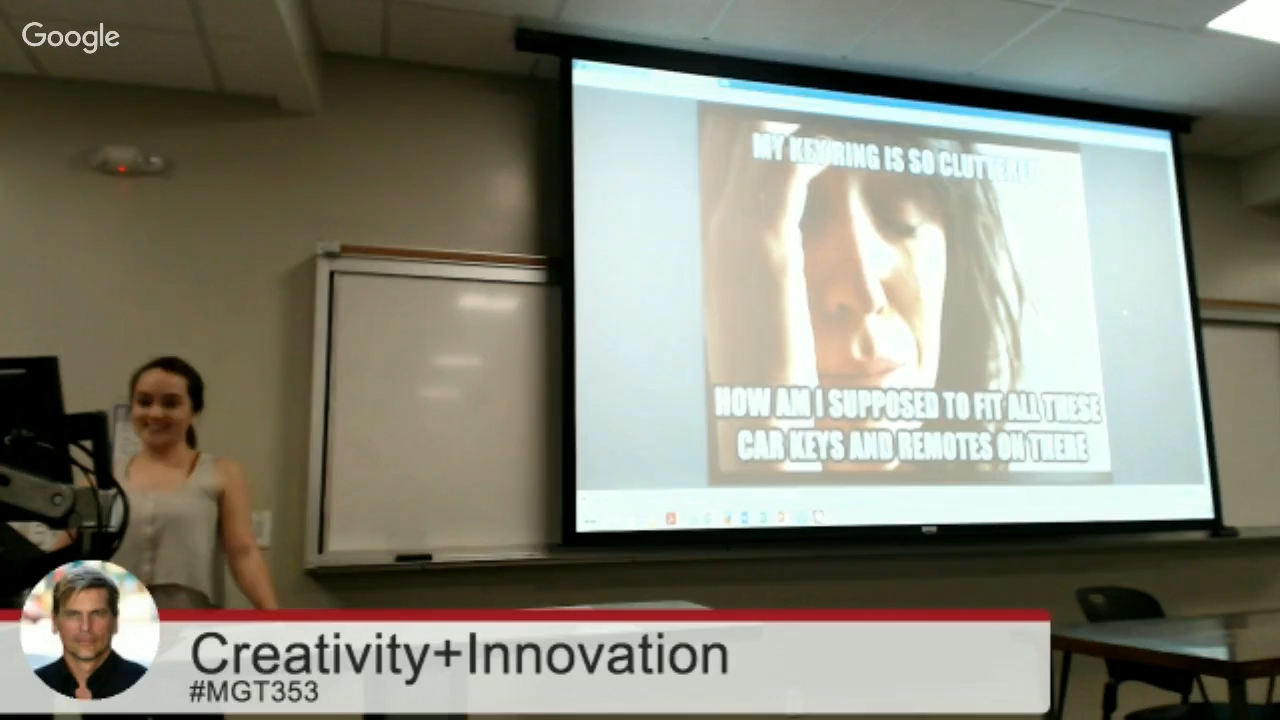 Google
MY KEY RING IS SO CLUTTERED
HOW AM I SUPPOSED TO FIT ALL THESE
CAR KEYS AND REMOTES ON THERE
Creativity+Innovation
#MGT353